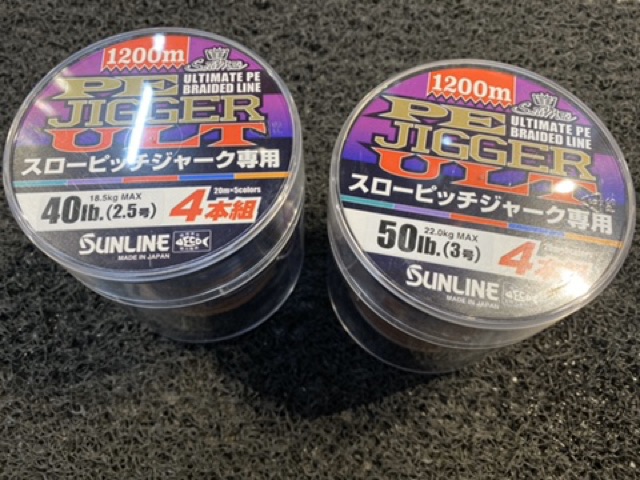 1200m
ULTIMATE PE
BRAIDED LINE
PE
JIGGER
ULT
スローピッチジャーク専用
18.5kg MAX
20m×5colors
40lb.(2.5号)
4本組
SUNLINE
MADE IN JAPAN
1200m
ULTIMATE PE
BRAIDED LINE
PE
JIGGER
ULT
スローピッチジャーク専用
22.0kg MAX
50lb.(3号)
4本組
SUNLINE
MADE IN JAPAN